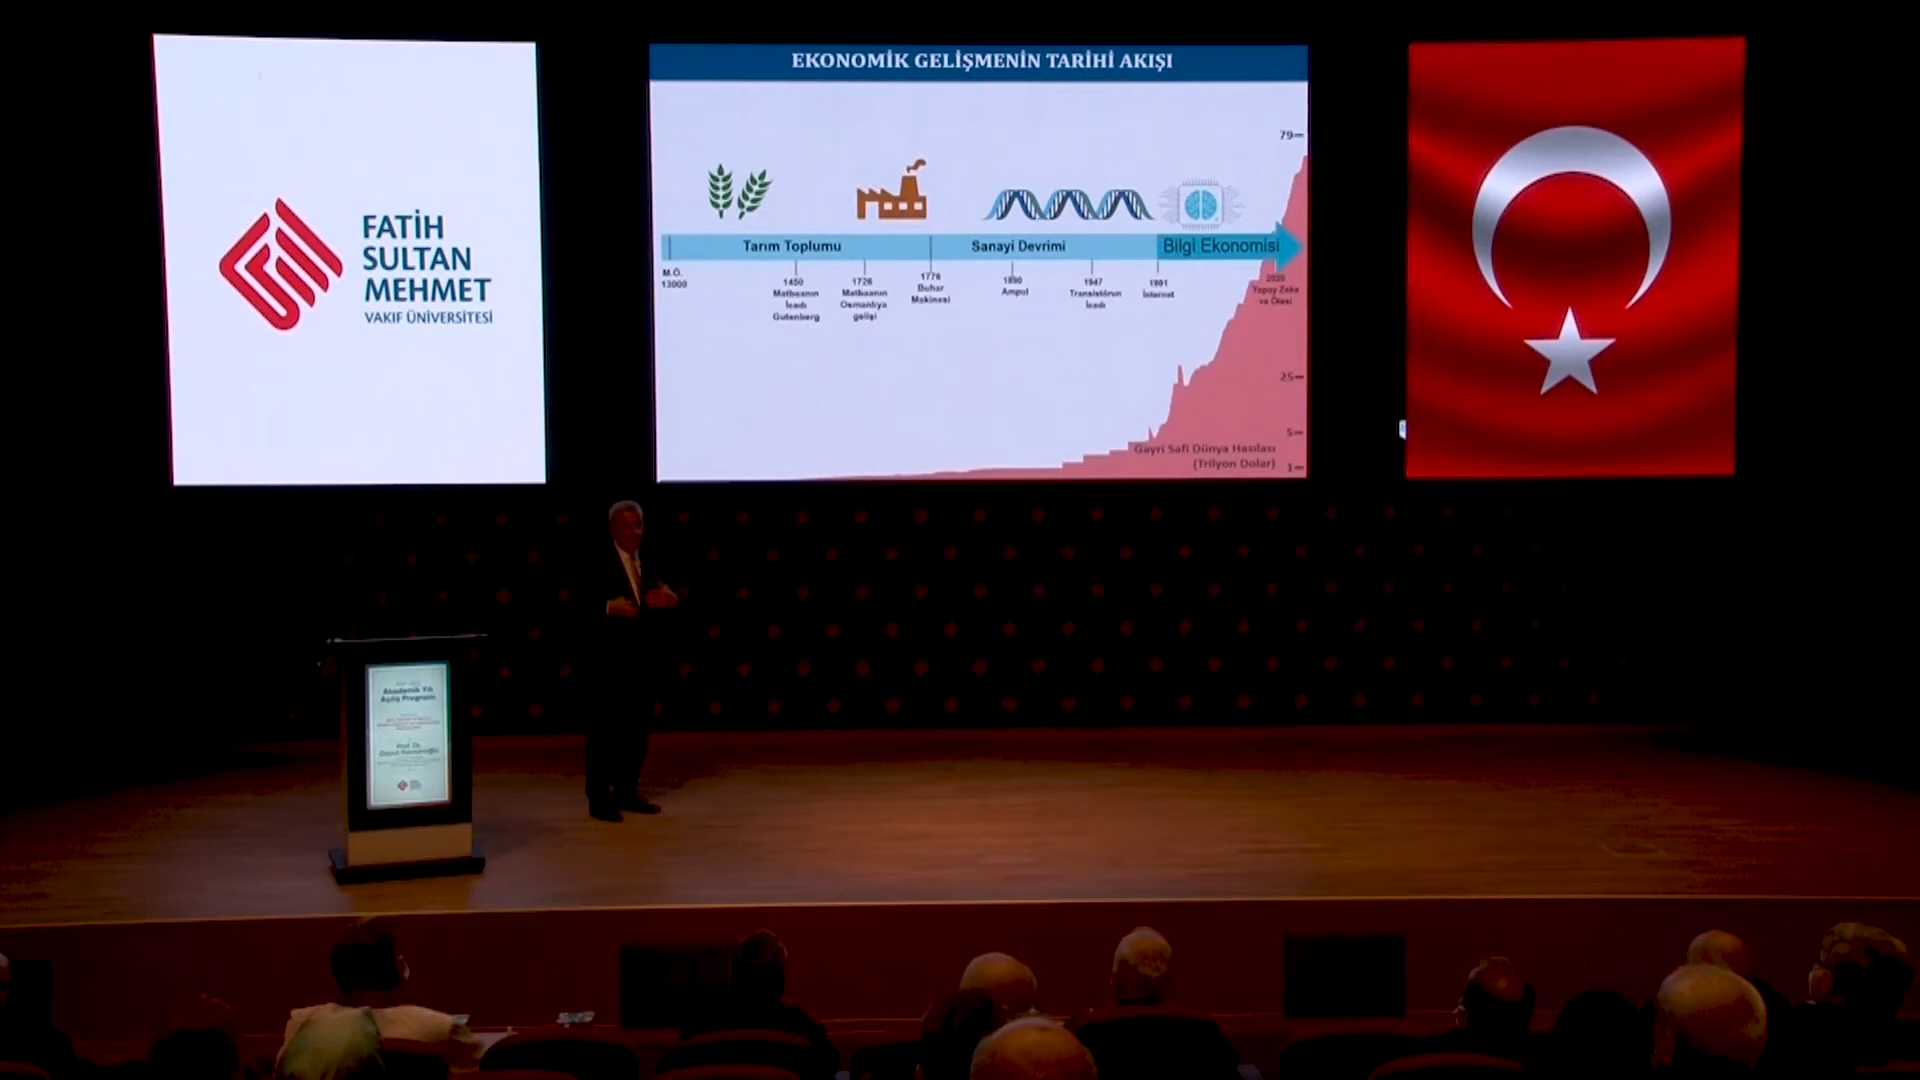 FATİH
SULTAN
MEHMET
VAKIF ÜNİVERSİTESİ
EKONOMİK GELİŞMENİN TARİHİ AKIŞI
79
Tarım Toplumu
Sanayi Devrimi
Bilgi Ekonomisi
M.Ö.
13000
1450
Matbaanın
İcadı
Gutenberg
1726
Matbaanın
Osmanlıya
gelişi
1776
Buhar
Makinesi
1890
Ampul
1947
Transistörün
İcadı
1991
İnternet
2020
Yapay Zeka
ve Ötesi
25
5
Gayri Safi Dünya Hasılası
(Trilyon Dolar)
1
Akademik Yılı
Açılış Programı
Prof. Dr.